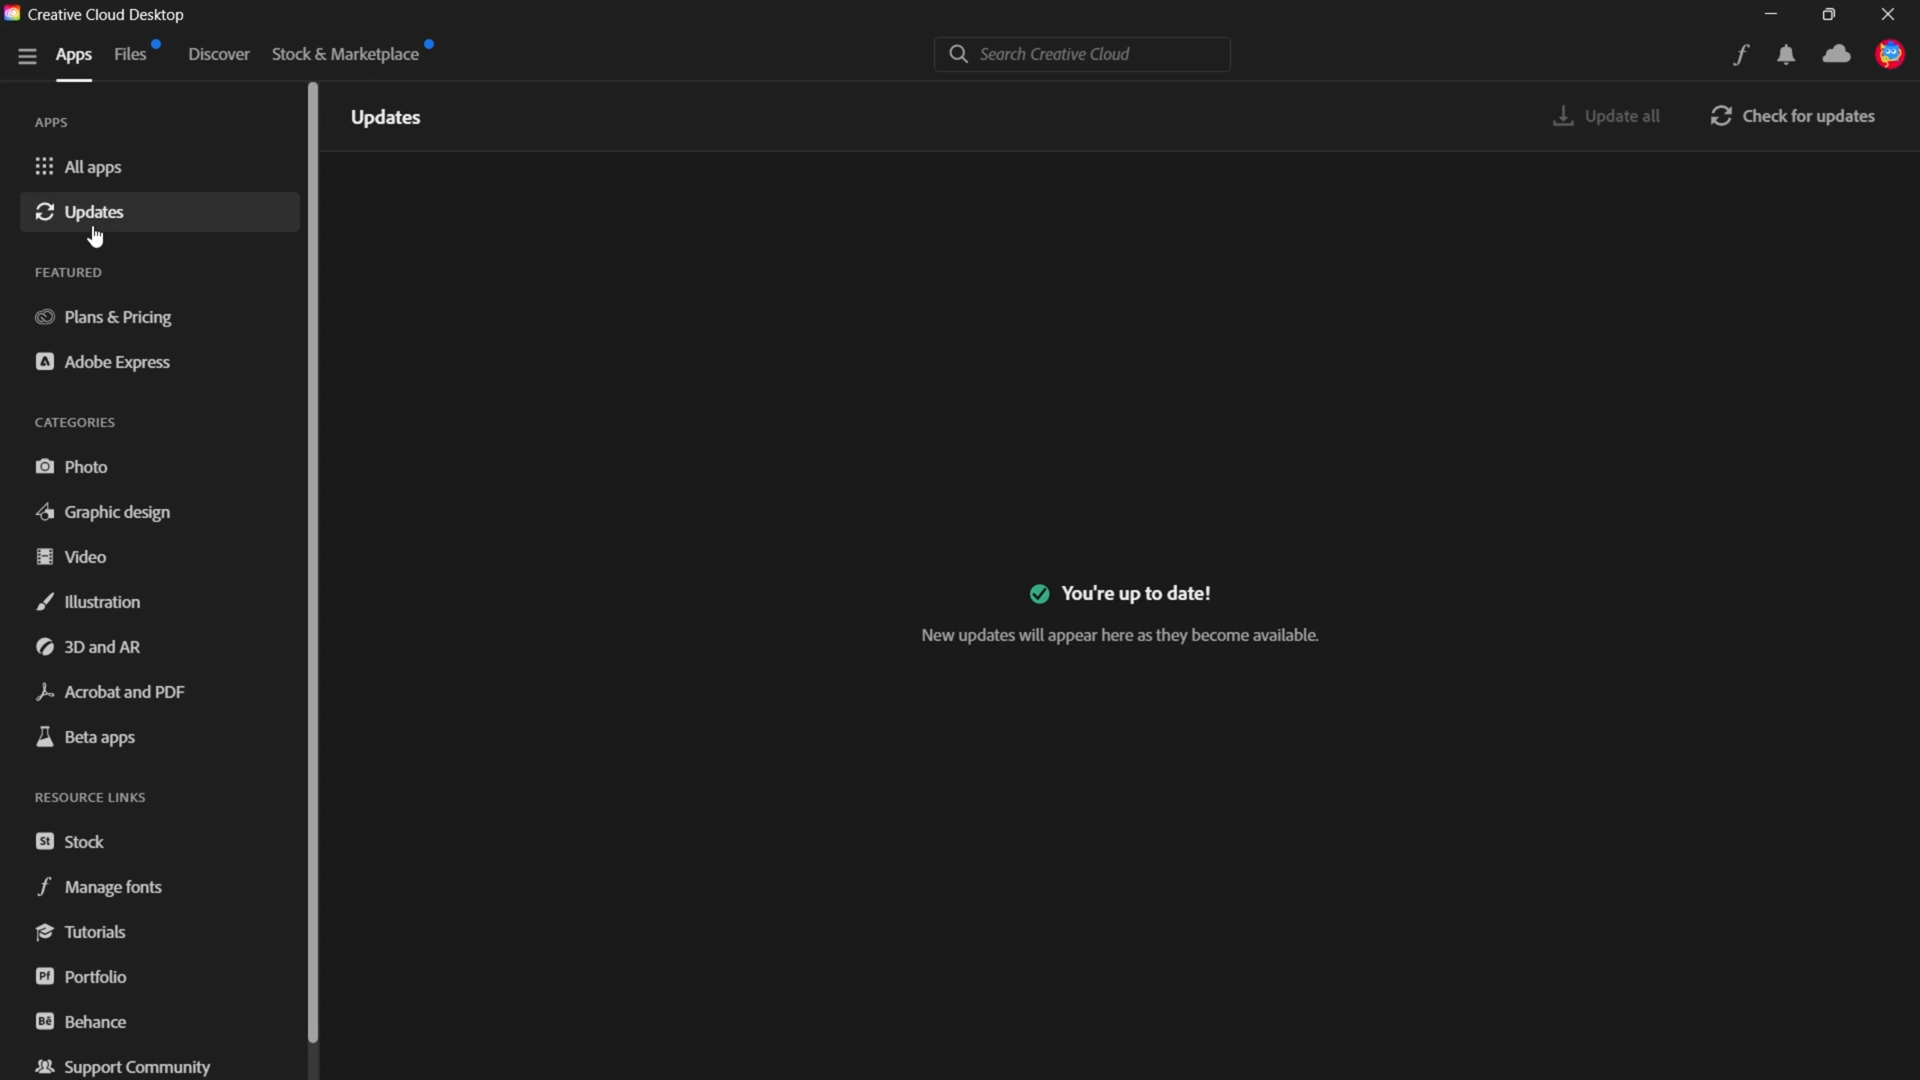 Creative Cloud Desktop
Apps Files Discover Stock & Marketplace Search Creative Cloud
APPS
All apps
Updates
FEATURED
Plans & Pricing
Adobe Express
CATEGORIES
Photo
Graphic design
Video
Illustration
3D and AR
Acrobat and PDF
Beta apps
RESOURCE LINKS
St Stock
Manage fonts
Tutorials
Pf Portfolio
Bē Behance
Support Community
Updates
Update all Check for updates
You're up to date!
New updates will appear here as they become available.